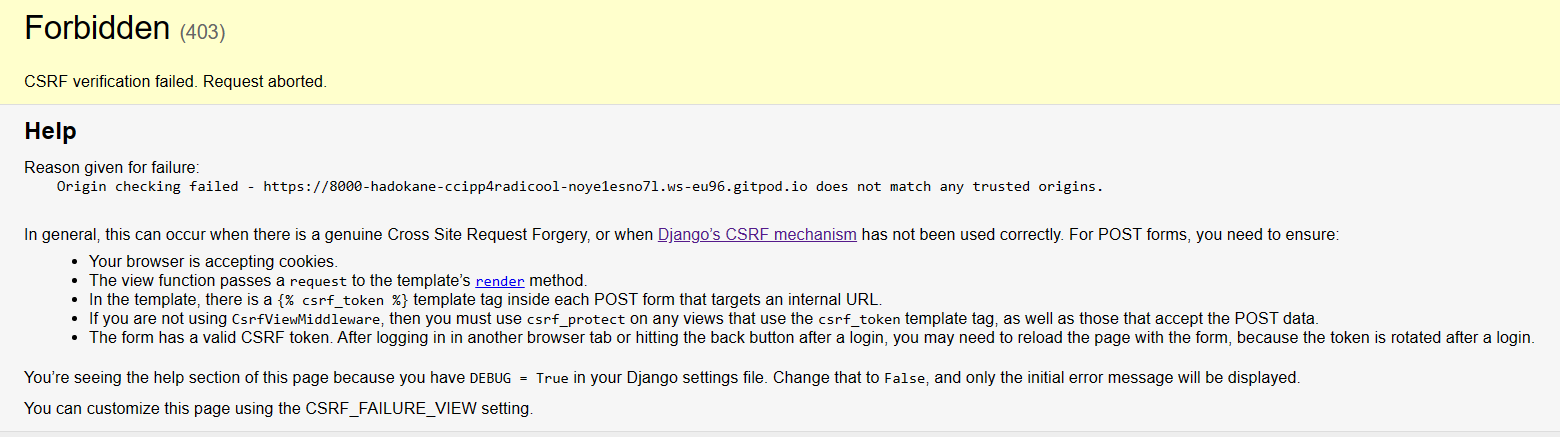 Forbidden (403)
CSRF verification failed. Request aborted.
Help
Reason given for failure:
Origin checking failed - https://8000-hadokane-ccipp4radicool-noye1esno7l.ws-eu96.gitpod.io does not match any trusted origins.
In general, this can occur when there is a genuine Cross Site Request Forgery, or when Django’s CSRF mechanism has not been used correctly. For POST forms, you need to ensure:
• Your browser is accepting cookies.
• The view function passes a request to the template’s render method.
• In the template, there is a {% csrf_token %} template tag inside each POST form that targets an internal URL.
• If you are not using CsrfViewMiddleware, then you must use csrf_protect on any views that use the csrf_token template tag, as well as those that accept the POST data.
• The form has a valid CSRF token. After logging in in another browser tab or hitting the back button after a login, you may need to reload the page with the form, because the token is rotated after a login.
You’re seeing the help section of this page because you have DEBUG = True in your Django settings file. Change that to False, and only the initial error message will be displayed.
You can customize this page using the CSRF_FAILURE_VIEW setting.